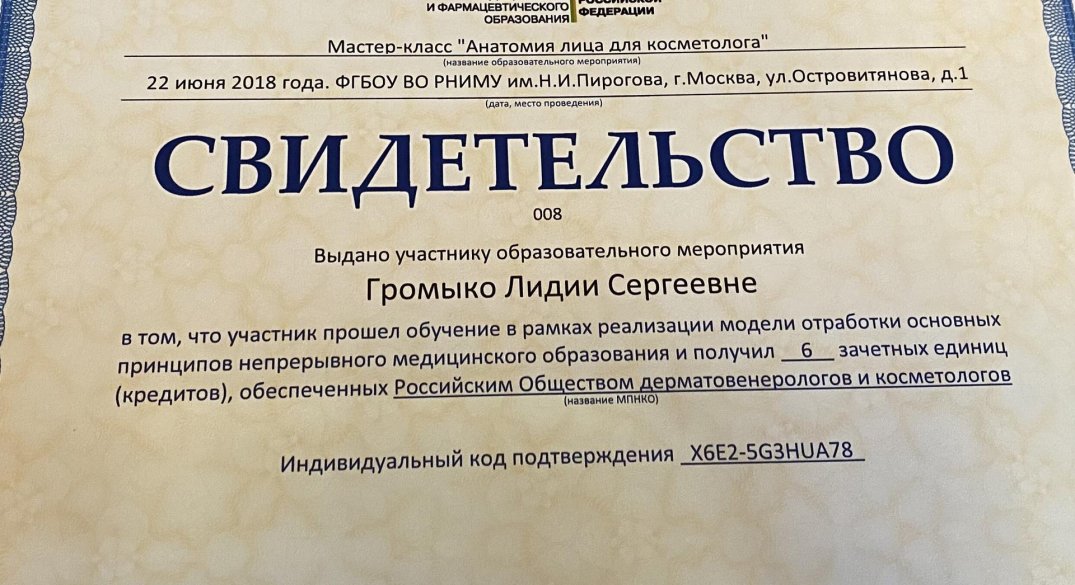 И ФАРМАЦЕВТИЧЕСКОГО
ОБРАЗОВАНИЯ
РОССИЙСКОЙ
ФЕДЕРАЦИИ
Мастер-класс "Анатомия лица для косметолога"
(название образовательного мероприятия)
22 июня 2018 года. ФГБОУ ВО РНИМУ им.Н.И.Пирогова, г.Москва, ул.Островитянова, д.1
(дата, место проведения)
СВИДЕТЕЛЬСТВО
008
Выдано участнику образовательного мероприятия
Громыко Лидии Сергеевне
в том, что участник прошел обучение в рамках реализации модели отработки основных
принципов непрерывного медицинского образования и получил 6 зачетных единиц
(кредитов), обеспеченных Российским Обществом дерматовенерологов и косметологов
(название МПНКО)
Индивидуальный код подтверждения X6E2-5G3HUA78